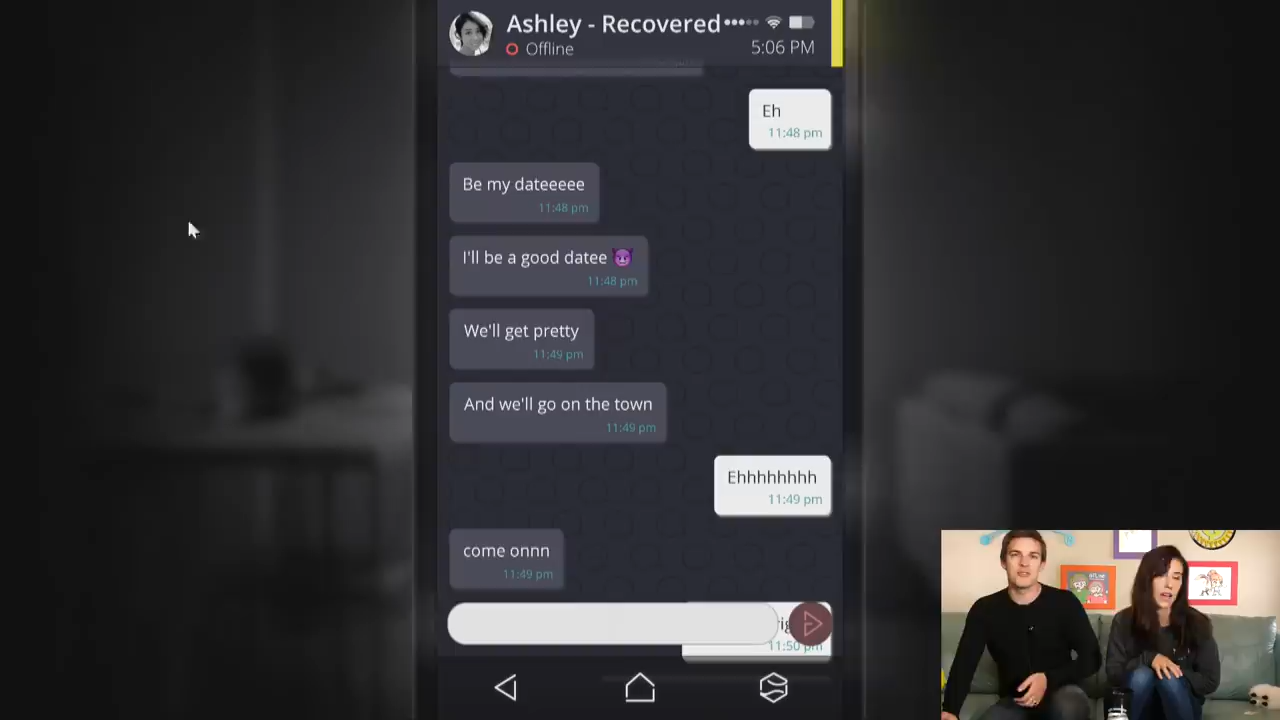 Ashley - Recovered
Offline
5:06 PM
Eh
11:48 pm
Be my dateeeee
11:48 pm
I'll be a good datee 😈
11:48 pm
We'll get pretty
11:49 pm
And we'll go on the town
11:49 pm
Ehhhhhhhh
11:49 pm
come onnn
11:49 pm
11:50 pm